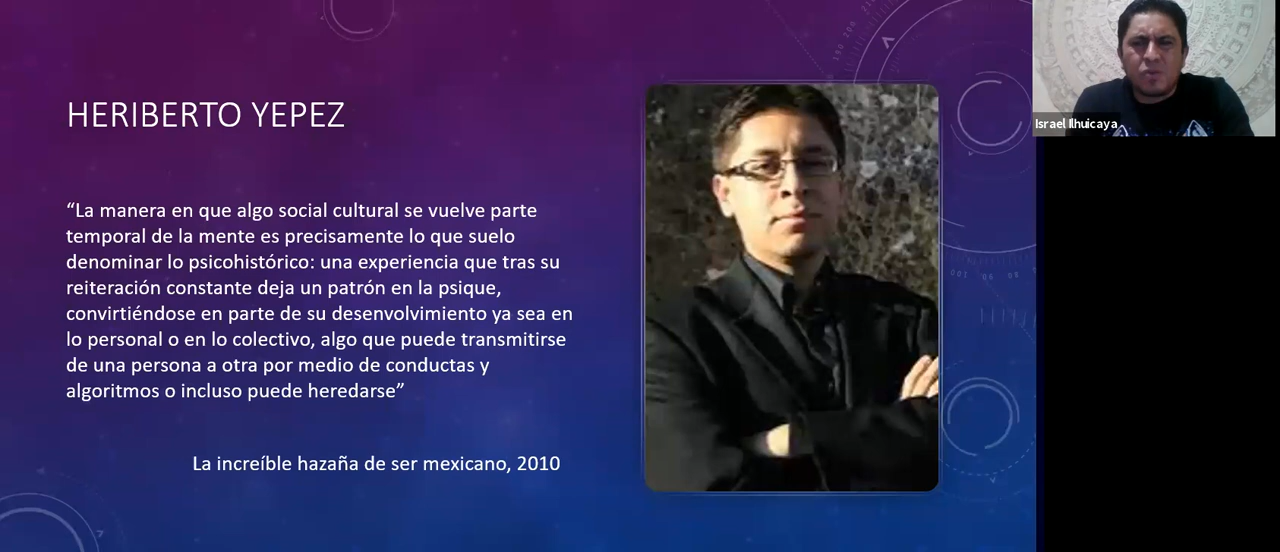 HERIBERTO YEPEZ
“La manera en que algo social cultural se vuelve parte
temporal de la mente es precisamente lo que suelo
denominar lo psicohistórico: una experiencia que tras su
reiteración constante deja un patrón en la psique,
convirtiéndose en parte de su desenvolvimiento ya sea en
lo personal o en lo colectivo, algo que puede transmitirse
de una persona a otra por medio de conductas y
algoritmos o incluso puede heredarse”
La increíble hazaña de ser mexicano, 2010
Israel Ilhuicaya